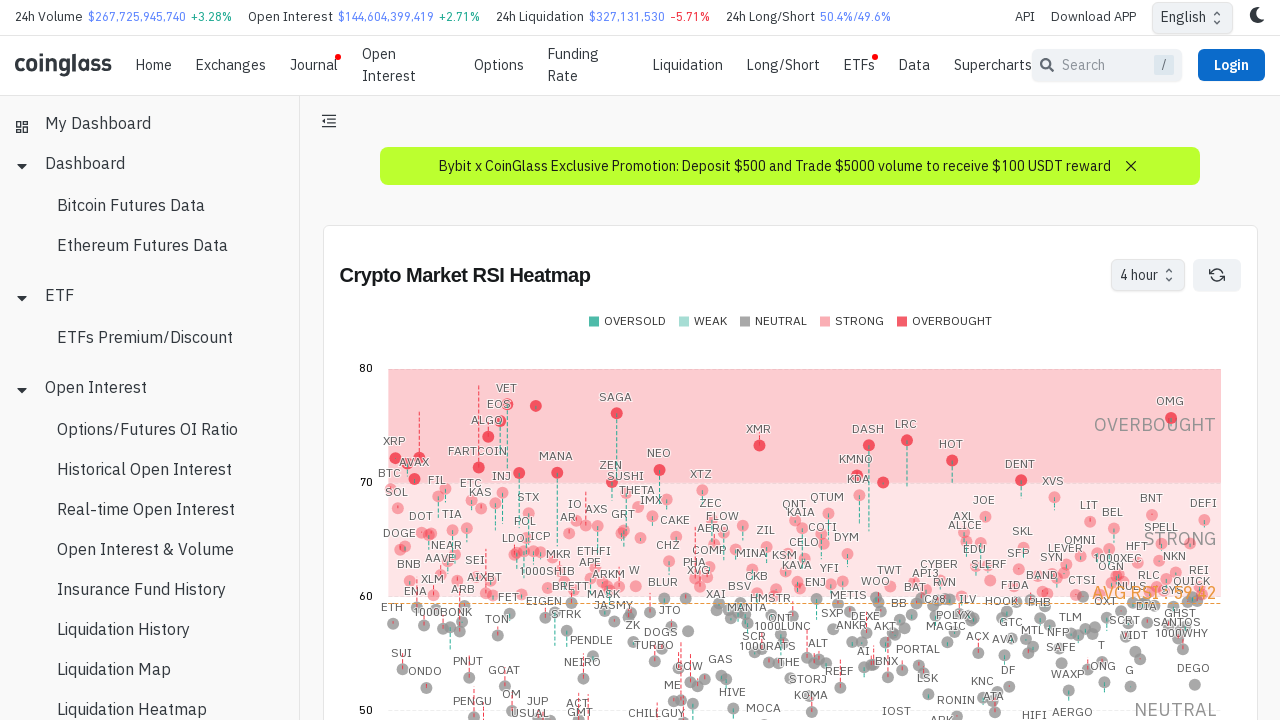 24h Volume $267,725,945,740 +3.28% Open Interest $144,604,399,419 +2.71% 24h Liquidation $327,131,530 -5.71% 24h Long/Short 50.4%/49.6% API Download APP English
coinglass Home Exchanges Journal Open Interest Options Funding Rate Liquidation Long/Short ETFs Data Supercharts Search / Login
My Dashboard
Dashboard
Bitcoin Futures Data
Ethereum Futures Data
ETF
ETFs Premium/Discount
Open Interest
Options/Futures OI Ratio
Historical Open Interest
Real-time Open Interest
Open Interest & Volume
Insurance Fund History
Liquidation History
Liquidation Map
Liquidation Heatmap
Bybit x CoinGlass Exclusive Promotion: Deposit $500 and Trade $5000 volume to receive $100 USDT reward
Crypto Market RSI Heatmap
4 hour
OVERSOLD WEAK NEUTRAL STRONG OVERBOUGHT
80
VET
SAGA
EOS
OMG
ALGO
LRC
OVERBOUGHT
XMR DASH
XRP
HOT
FARTCOIN
MANA
NEO
KMNO
AVAX
ZEN
DENT
BTC
INJ
SUSHI
XTZ
KDA
XVS
70
FIL
ETC
SOL
KAS
STX
THETA
IMX
ZEC
QTUM
JOE
BNT
IO
AXS
ONT
LIT
DEFI
DOT
TIA
POL
AR
GRT
CAKE
FLOW
KAIA
AXL
BEL
DOGE
LDO
ICP
AERO
ZIL
COTI
ALICE
SKL
SPELL
NEAR
CHZ
COMP
CHLO
DYM
OMNI
STRONG
AAVE
SEI
MKR
ETHFI
MINA
KSM
EDU
SFP
LEVER
HFT
BNB
1000SHIB
APE
PHA
KAVA
YFI
CYBER
SLERF
SYN
1000XEC
NKN
XLM
AIXBT
ARKM
W
XVG
CKB
TWT
API3
BAND
OGN
RLC
REI
ENA
ARB
BRETT
BLUR
BSV
ENJ
WOO
BAT
RVN
FIDA
CTSI
NULS
QUICK
60
FET
MASK
XAI
HMSTR
METIS
C98
HOOK
PHB
AVG RSI
ETH
1000BONK
EIGEN
JASMY
JTO
MANTA
BB
OXT
DIA
TON
STRK
ZK
1000LUNC
SXP
DEXE
POLYX
GTC
TLM
SCRT
GHST
DOGS
ANKR
AKT
MAGIC
MTL
NFP
SANTOS
SUI
PENDLE
TURBO
SCR
1000RATS
ALT
AI
PORTAL
ACX
AVA
SAFE
T
VIDT
1000WHY
ONDO
PNUT
GOAT
NEIRO
COW
GAS
THE
STORJ
REEF
BNX
LSK
KNC
DF
WAXP
ONG
G
DEGO
PENGU
OM
JUP
ACT
ME
HIVE
KOMA
RONIN
ATA
50
USUAL
GMT
CHILLGUY
MOCA
IOST
HIFI
AERGO
NEUTRAL